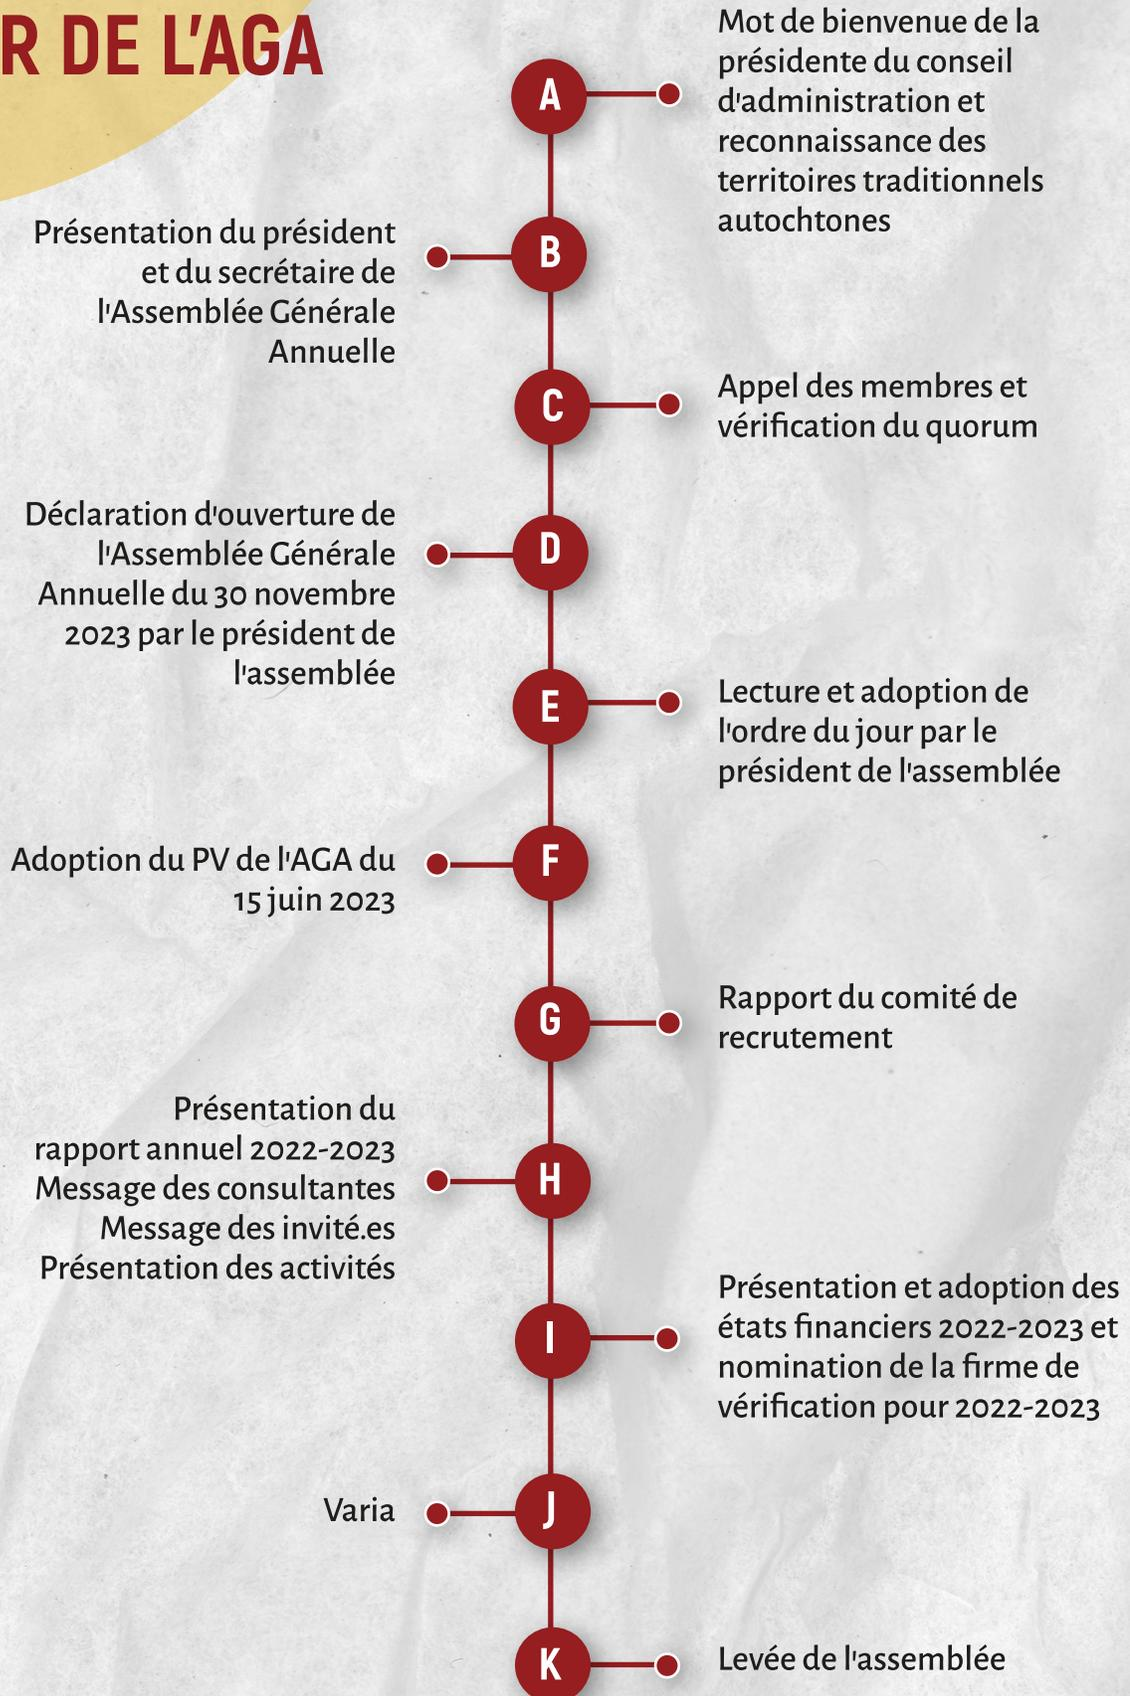 R DE L'AGA
A
Mot de bienvenue de la
présidente du conseil
d'administration et
reconnaissance des
territoires traditionnels
autochtones
B
Présentation du président
et du secrétaire de
l'Assemblée Générale
Annuelle
C
Appel des membres et
vérification du quorum
D
Déclaration d'ouverture de
l'Assemblée Générale
Annuelle du 30 novembre
2023 par le président de
l'assemblée
E
Lecture et adoption de
l'ordre du jour par le
président de l'assemblée
F
Adoption du PV de l'AGA du
15 juin 2023
G
Rapport du comité de
recrutement
H
Présentation du
rapport annuel 2022-2023
Message des consultantes
Message des invité.es
Présentation des activités
I
Présentation et adoption des
états financiers 2022-2023 et
nomination de la firme de
vérification pour 2022-2023
J
Varia
K
Levée de l'assemblée